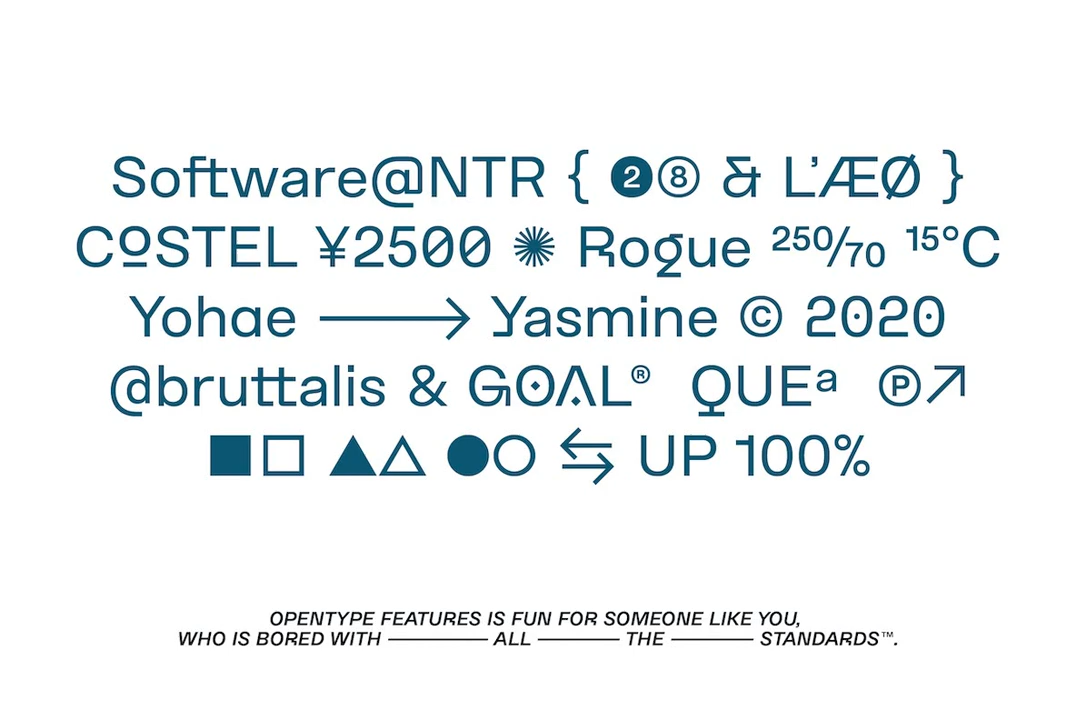 Software@NTR { ❷⑧ & L’ÆØ }
CºSTEL ¥2500 ✺ Rogue ²⁵⁰⁄₇₀ ¹⁵°C
Yohae ⟶ Yasmine © 2020
@bruttalis & GOΛL® QUEª Ⓟ↗
■□ ▲△ ●○ ⇆ UP 100%
OPENTYPE FEATURES IS FUN FOR SOMEONE LIKE YOU,
WHO IS BORED WITH ——— ALL ——— THE ——— STANDARDS™.